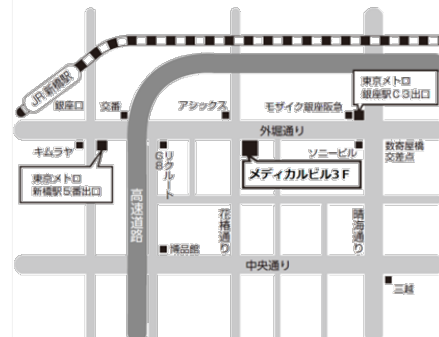 東京メトロ
銀座駅C3出口
JR新橋駅
銀座口
交番
アシックス
モザイク銀座阪急
外堀通り
キムラヤ
リクルート
G8
ソニービル
数寄屋橋
交差点
東京メトロ
新橋駅5番出口
メディカルビル3F
高速道路
花椿通り
晴海通り
博品館
中央通り
三越